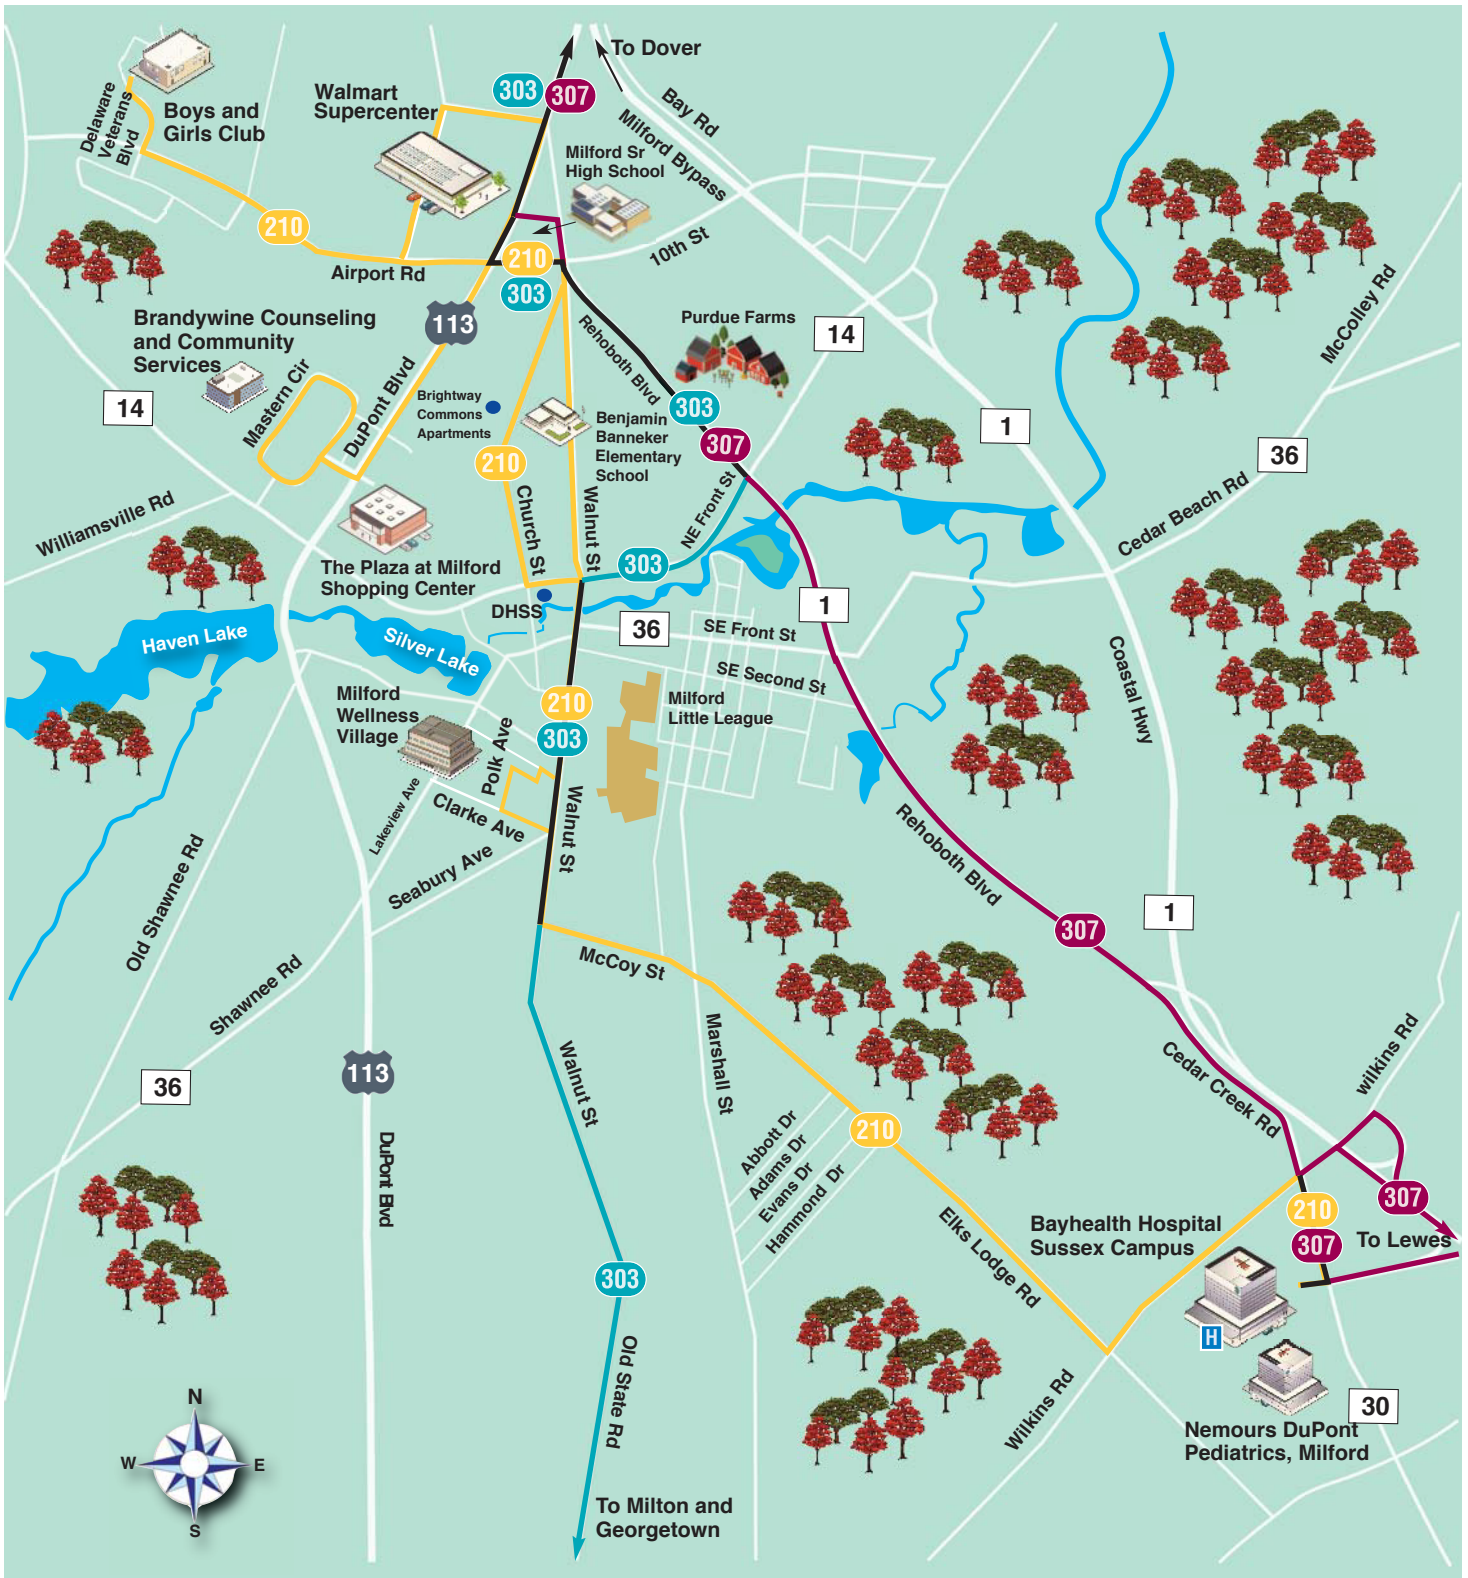 To Dover
303
307
Bay Rd
Milford Bypass
Walmart
Supercenter
Boys and
Girls Club
Delaware
Veterans
Blvd
Milford Sr
High School
210
10th St
210
Airport Rd
303
113
Brandywine Counseling
and Community
Services
Purdue Farms
14
McColley Rd
Rehoboth Blvd
Mastern Cir
DuPont Blvd
Brightway
Commons
Apartments
14
303
Benjamin
Banneker
Elementary
School
307
1
36
210
Williamsville Rd
Church St
Walnut St
NE Front St
Cedar Beach Rd
The Plaza at Milford
Shopping Center
303
DHSS
1
36
SE Front St
Haven Lake
Silver Lake
SE Second St
Coastal Hwy
Milford
Wellness
Village
210
Milford
Little League
303
Polk Ave
Lakeview Ave
Clarke Ave
Walnut St
Seabury Ave
Old Shawnee Rd
Rehoboth Blvd
307
1
McCoy St
Shawnee Rd
Marshall St
Walnut St
36
113
Cedar Creek Rd
wilkins Rd
210
Abbott Dr
Adams Dr
Evans Dr
Hammond Dr
DuPont Blvd
307
210
307
To Lewes
Bayhealth Hospital
Sussex Campus
Elks Lodge Rd
303
H
Old State Rd
Wilkins Rd
30
Nemours DuPont
Pediatrics, Milford
N
W
E
S
To Milton and
Georgetown